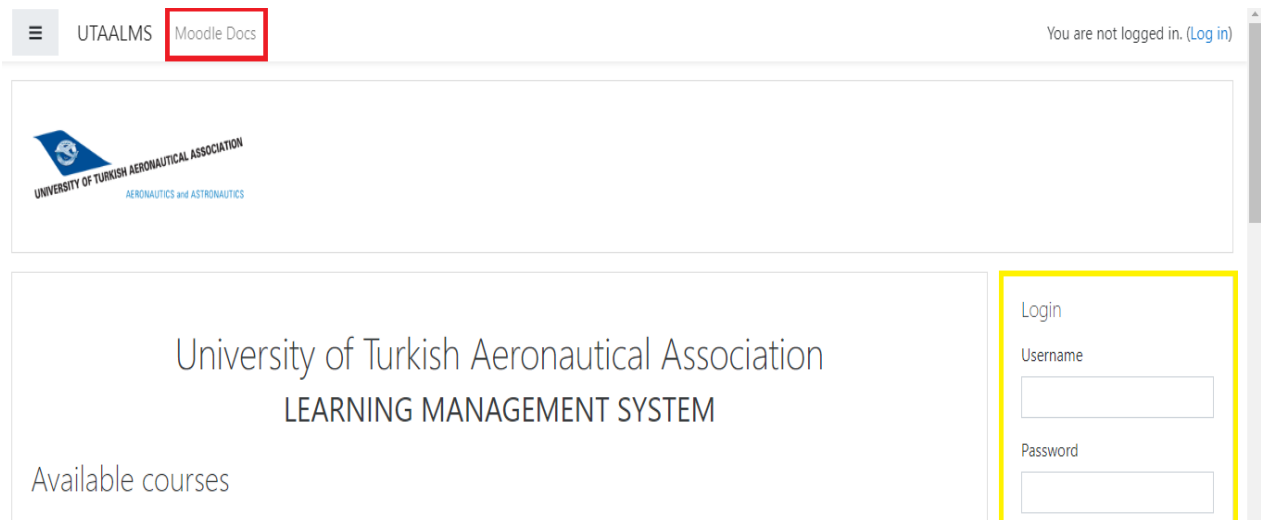 UTAALMS Moodle Docs You are not logged in. (Log in)
UNIVERSITY OF TURKISH AERONAUTICAL ASSOCIATION
AERONAUTICS and ASTRONAUTICS
University of Turkish Aeronautical Association
LEARNING MANAGEMENT SYSTEM
Available courses
Login
Username
Password